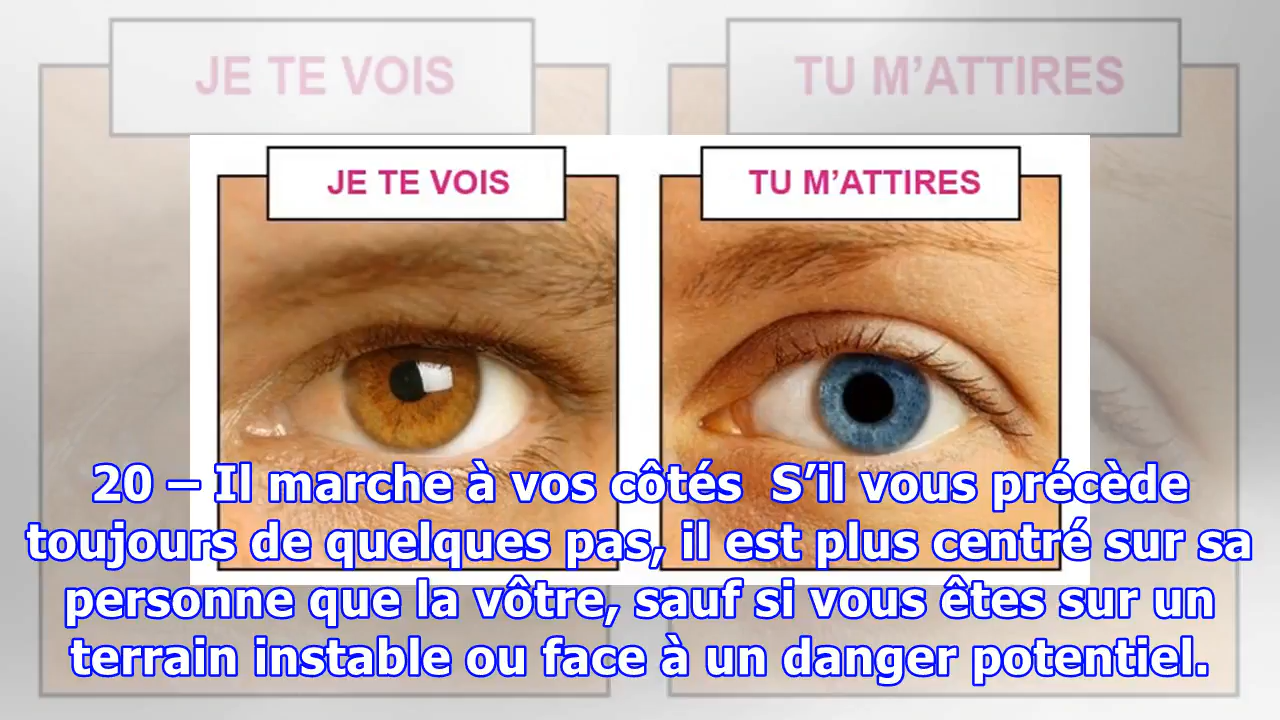 JE TE VOIS
TU M’ATTIRES
JE TE VOIS
TU M’ATTIRES
20 – Il marche à vos côtés  S’il vous précède
toujours de quelques pas, il est plus centré sur sa
personne que la vôtre, sauf si vous êtes sur un
terrain instable ou face à un danger potentiel.